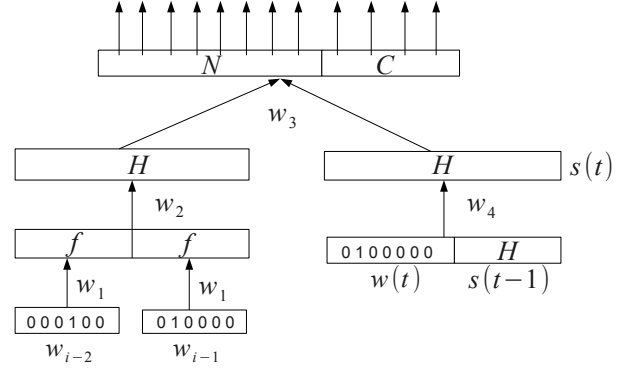 N C
w₃
H H s(t)
w₂ w₄
f f 0100000 H
w₁ w₁ w(t) s(t−1)
000100 010000
wᵢ₋₂ wᵢ₋₁